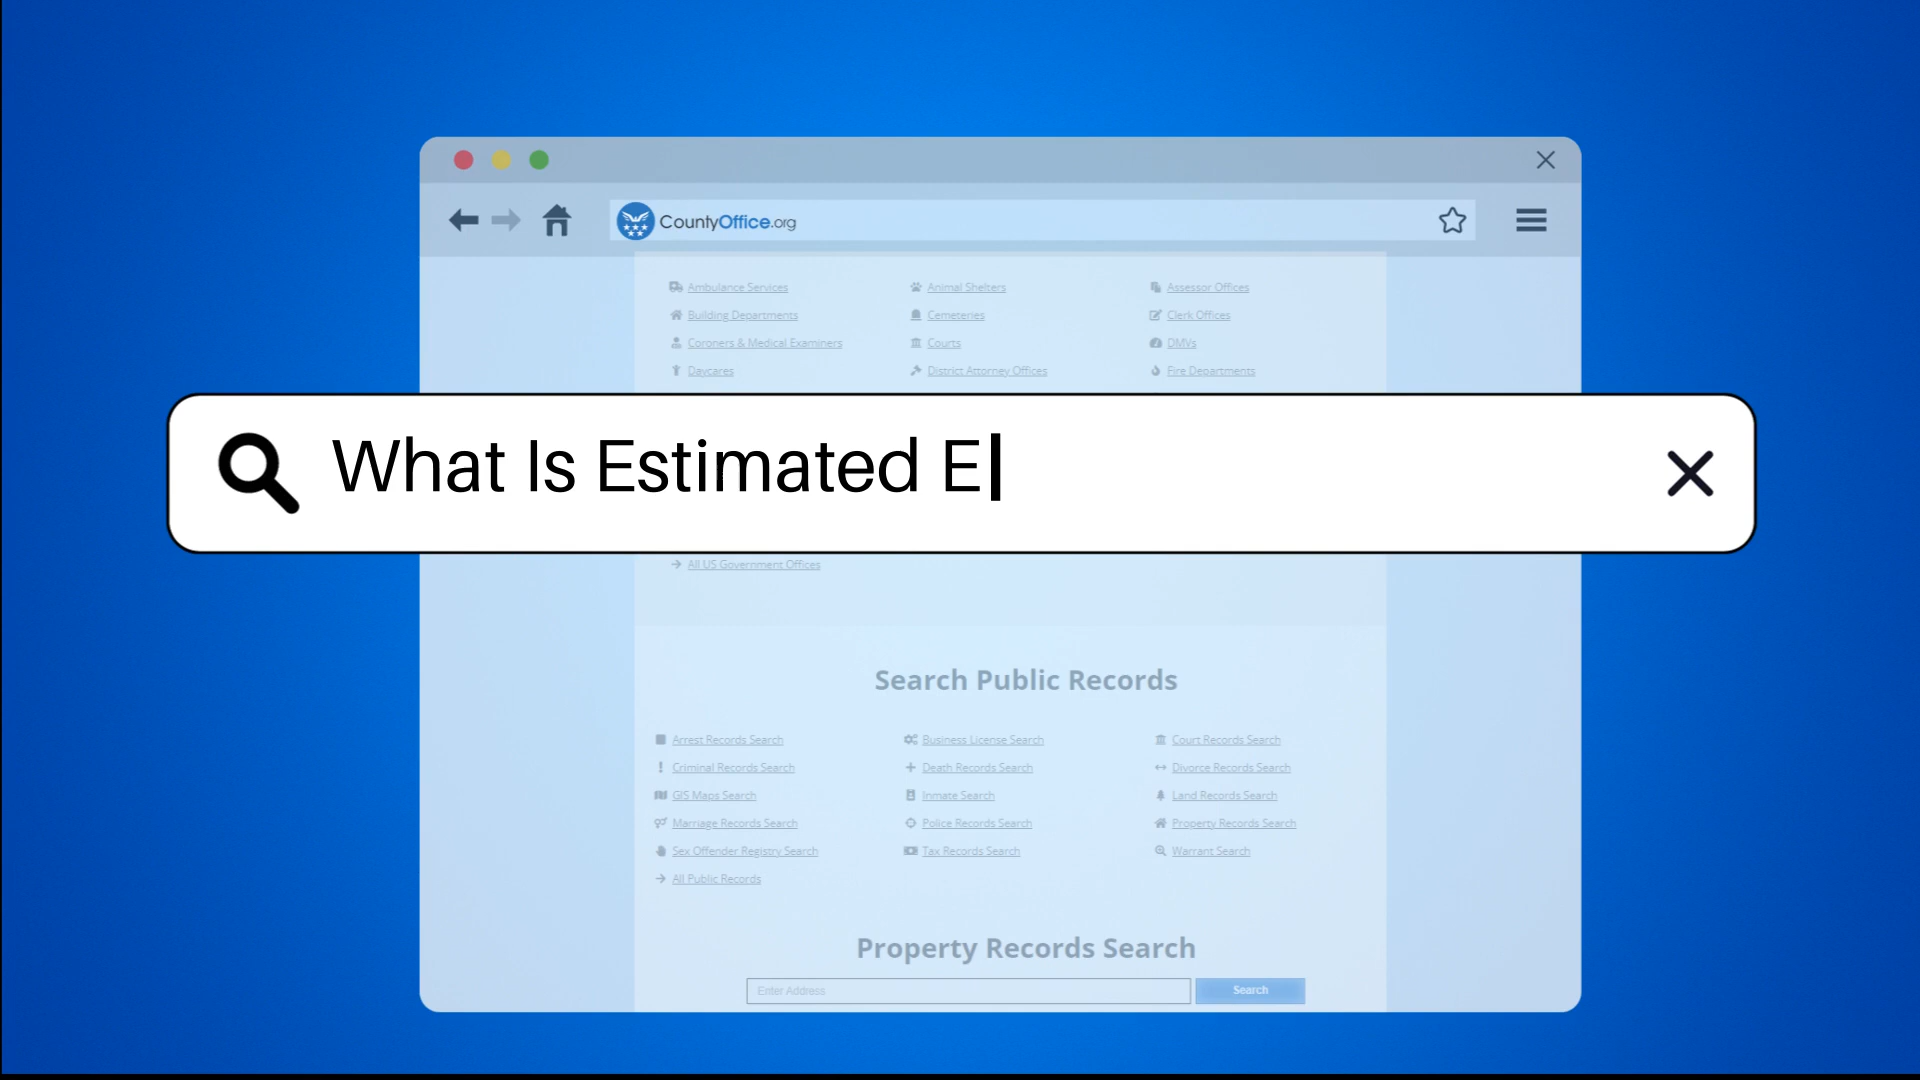 CountyOffice.org
Ambulance Services Animal Shelters Assessor Offices
Building Departments Cemeteries Clerk Offices
Coroners & Medical Examiners Courts DMVs
Daycares District Attorney Offices Fire Departments
What Is Estimated E
All US Government Offices
Search Public Records
Arrest Records Search Business License Search Court Records Search
Criminal Records Search Death Records Search Divorce Records Search
GIS Maps Search Inmate Search Land Records Search
Marriage Records Search Police Records Search Property Records Search
Sex Offender Registry Search Tax Records Search Warrant Search
All Public Records
Property Records Search
Enter Address Search